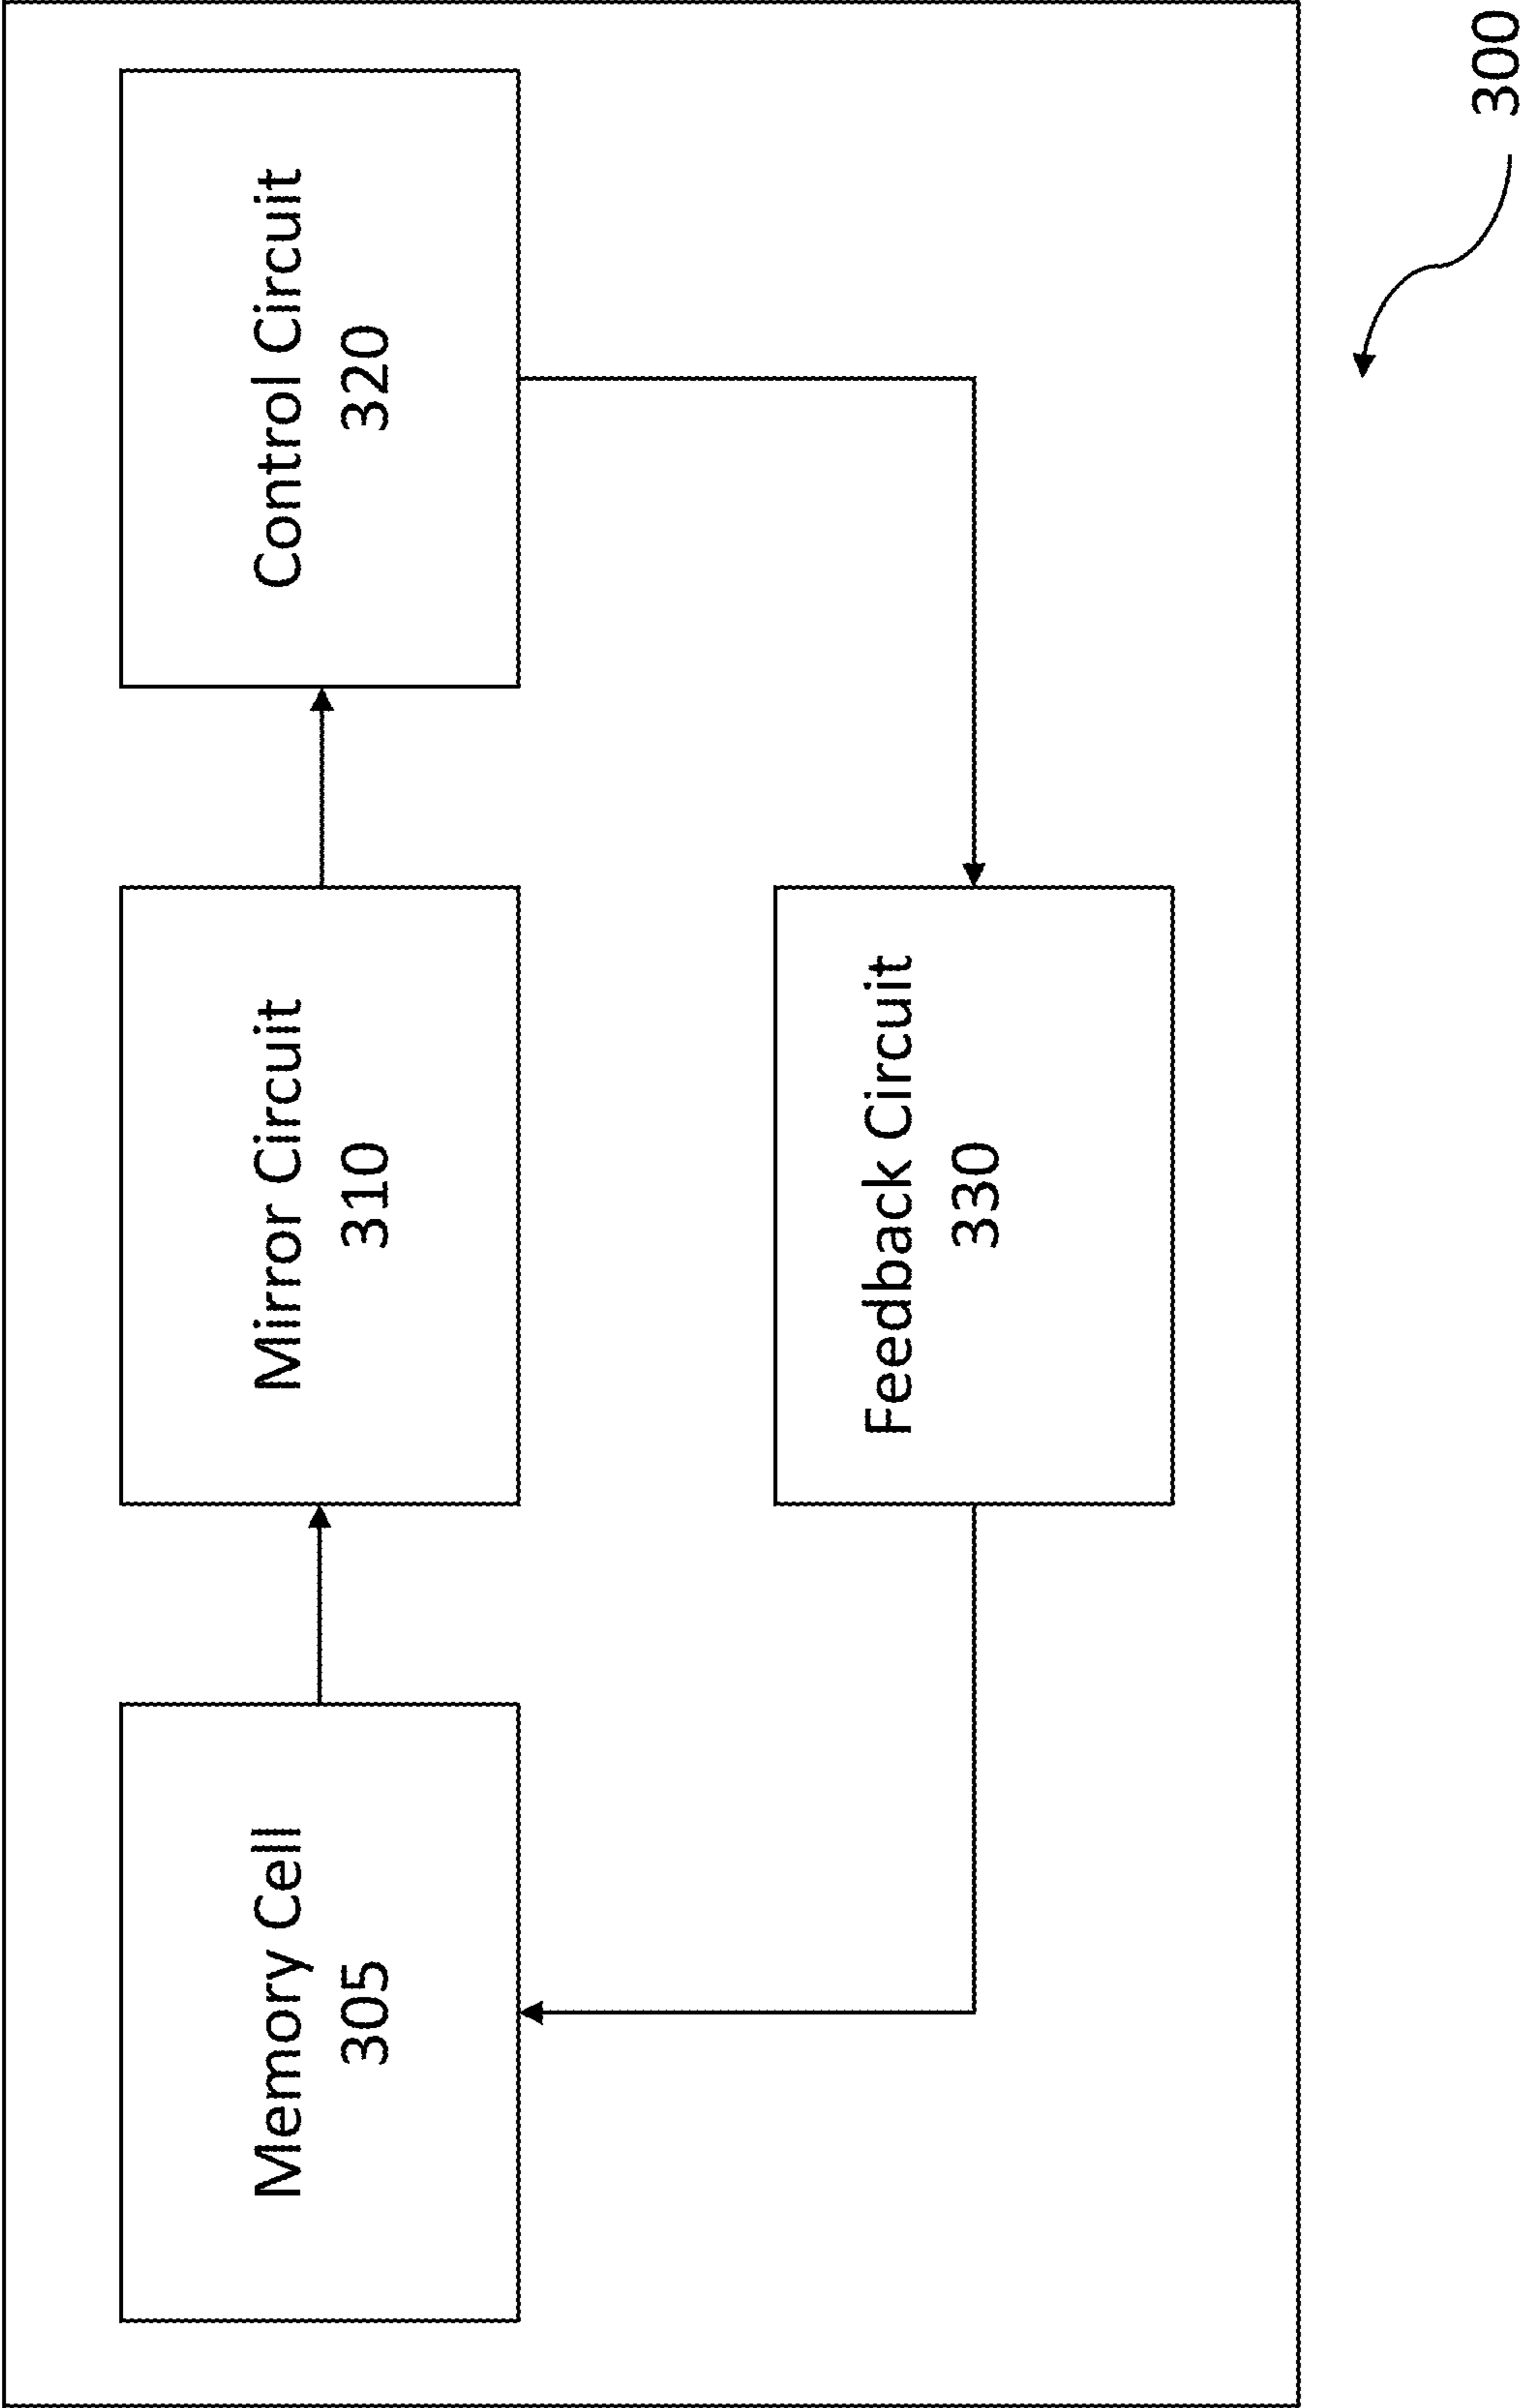 Memory Cell
305
Mirror Circuit
310
Control Circuit
320
Feedback Circuit
330
300